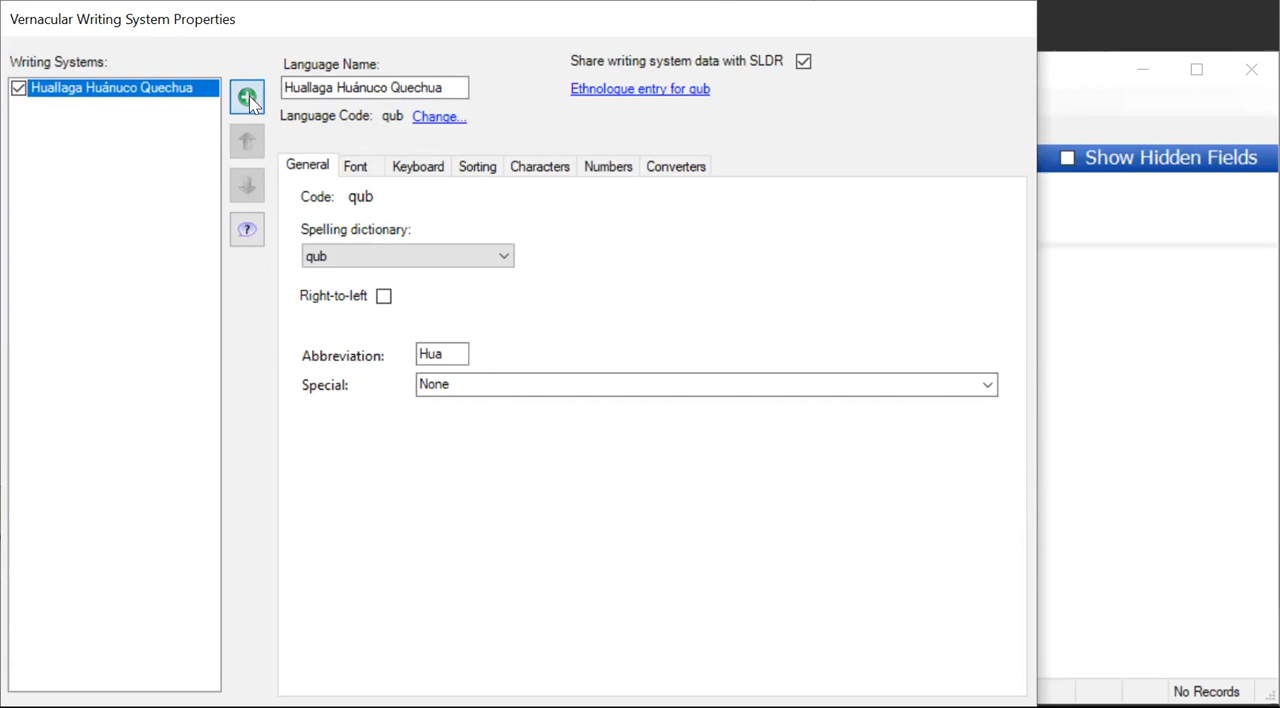 Vernacular Writing System Properties
Writing Systems:
Huallaga Huánuco Quechua
Language Name:
Huallaga Huánuco Quechua
Language Code: qub Change...
Share writing system data with SLDR
Ethnologue entry for qub
General Font Keyboard Sorting Characters Numbers Converters
Code: qub
Spelling dictionary:
qub
Right-to-left
Abbreviation: Hua
Special: None
Show Hidden Fields
No Records